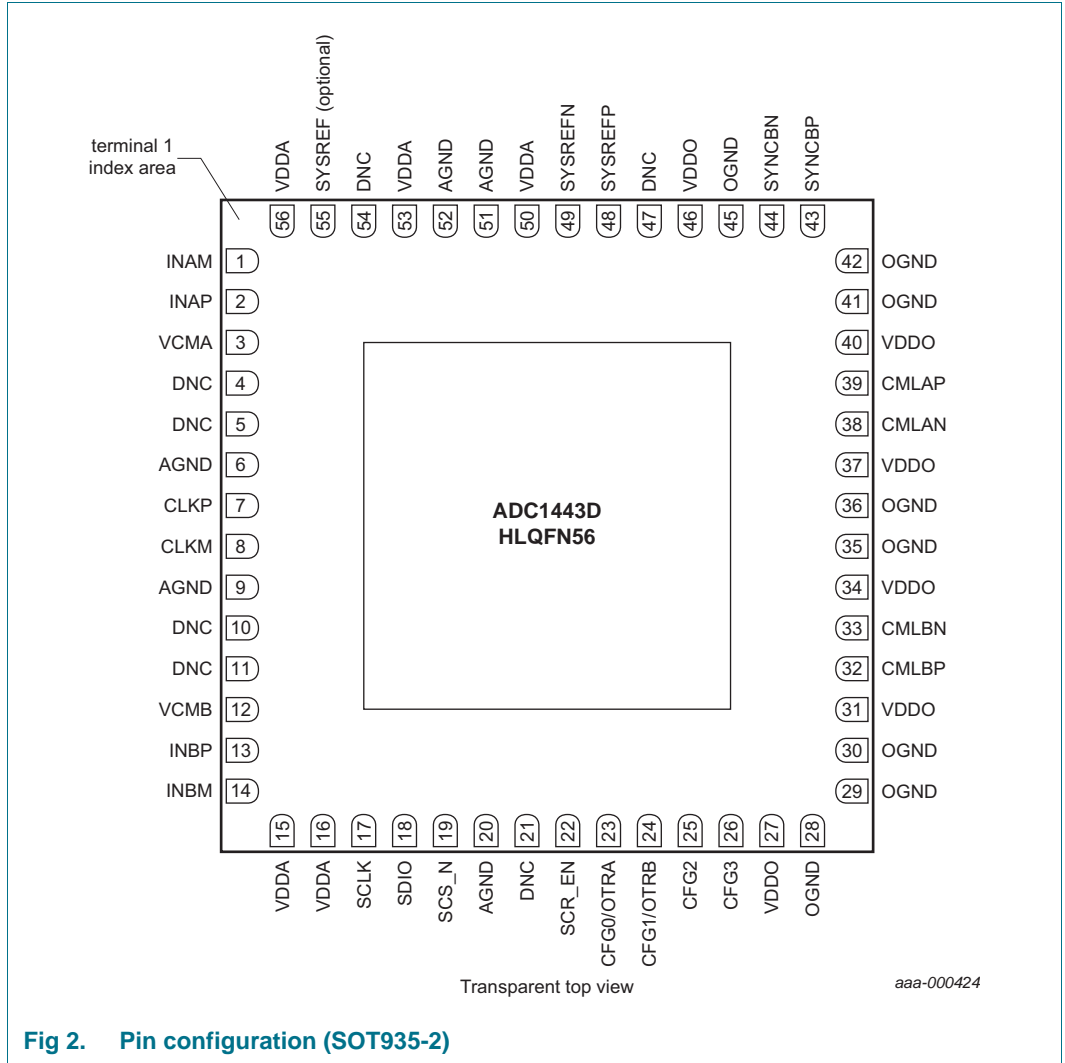 terminal 1
index area
56 VDDA
55 SYSREF (optional)
54 DNC
53 VDDA
52 AGND
51 AGND
50 VDDA
49 SYSREFN
48 SYSREFP
47 DNC
46 VDDO
45 OGND
44 SYNCBN
43 SYNCBP
INAM 1
INAP 2
VCMA 3
DNC 4
DNC 5
AGND 6
CLKP 7
CLKM 8
AGND 9
DNC 10
DNC 11
VCMB 12
INBP 13
INBM 14
ADC1443D
HLQFN56
42 OGND
41 OGND
40 VDDO
39 CMLAP
38 CMLAN
37 VDDO
36 OGND
35 OGND
34 VDDO
33 CMLBN
32 CMLBP
31 VDDO
30 OGND
29 OGND
VDDA 15
VDDA 16
SCLK 17
SDIO 18
SCS_N 19
AGND 20
DNC 21
SCR_EN 22
CFG0/OTRA 23
CFG1/OTRB 24
CFG2 25
CFG3 26
VDDO 27
OGND 28
Transparent top view
aaa-000424
Fig 2. Pin configuration (SOT935-2)